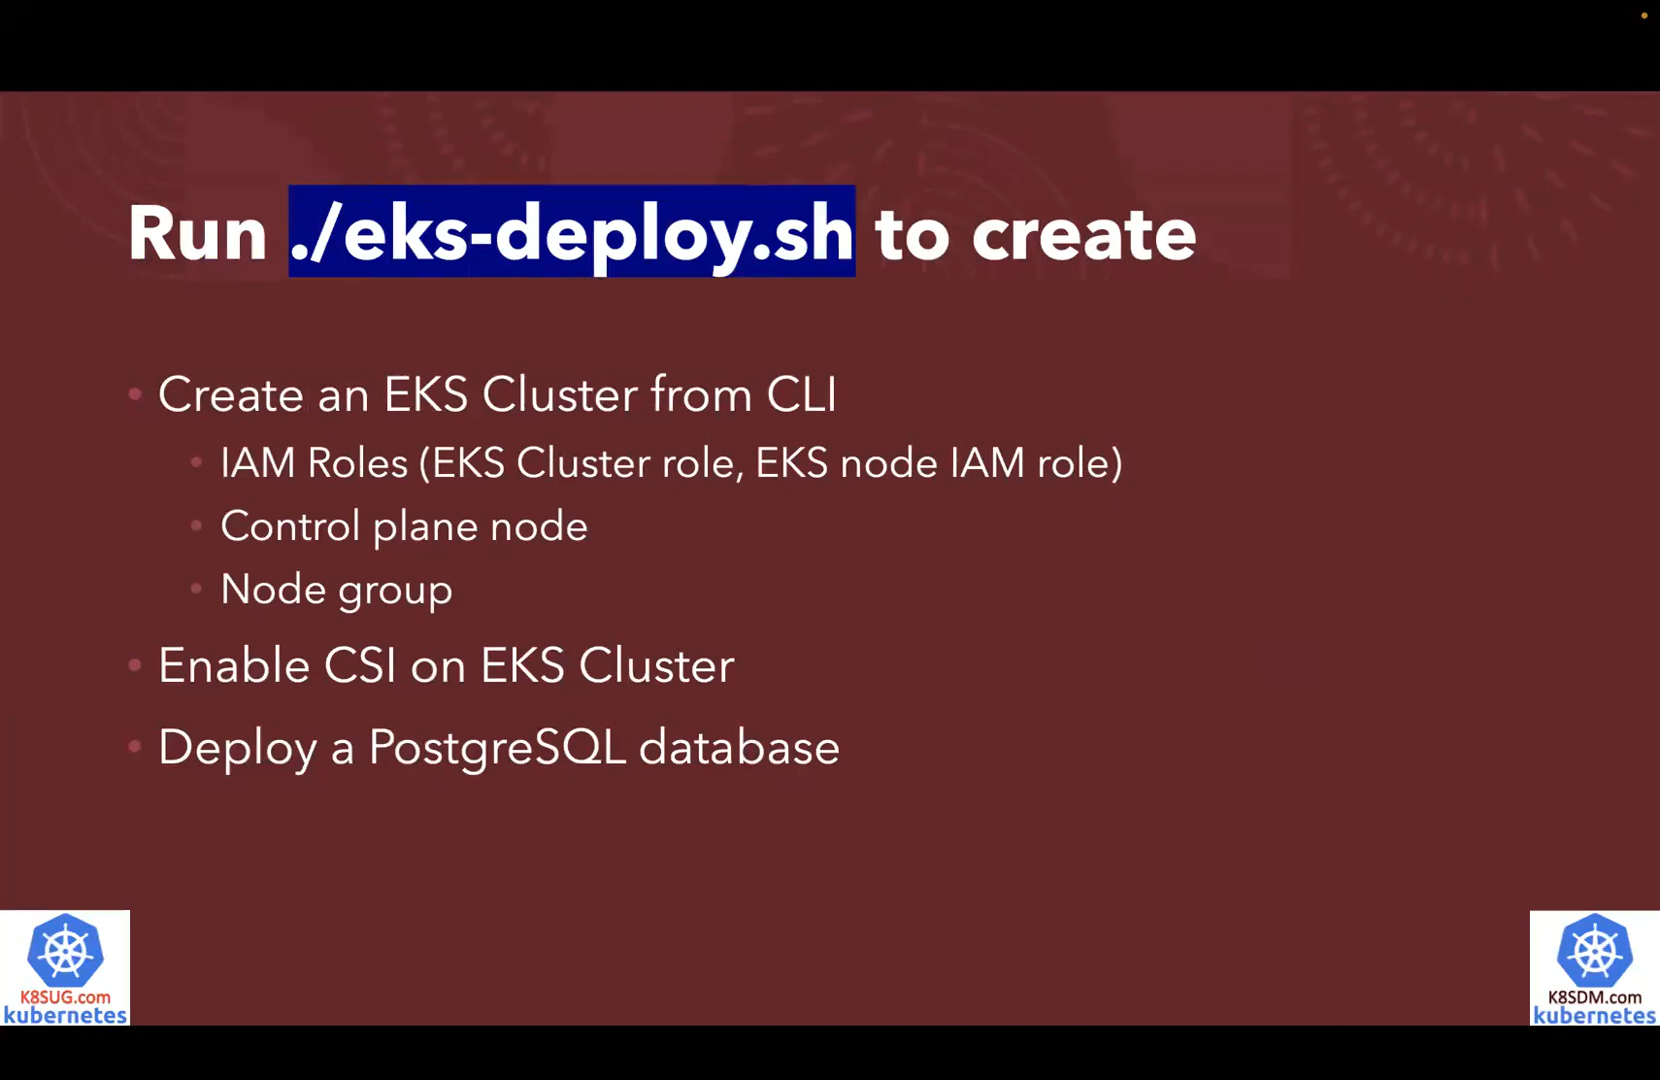 Run ./eks-deploy.sh to create
• Create an EKS Cluster from CLI
• IAM Roles (EKS Cluster role, EKS node IAM role)
• Control plane node
• Node group
• Enable CSI on EKS Cluster
• Deploy a PostgreSQL database
K8SUG.com
kubernetes
K8SDM.com
kubernetes